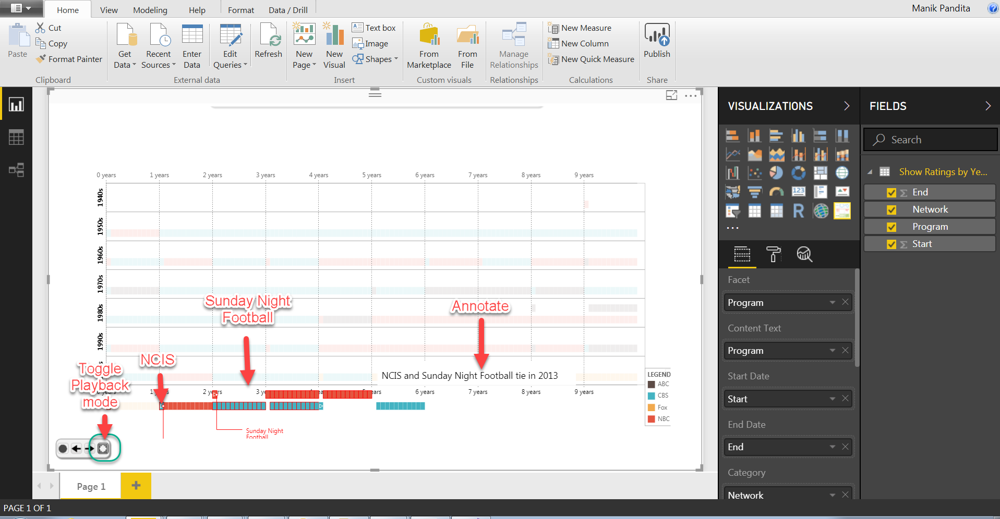 Home View Modeling Help Format Data / Drill Manik Pandita ?
Paste
Cut
Copy
Format Painter
Clipboard
Get
Data
Recent
Sources
Enter
Data
Edit
Queries
External data
Refresh
New
Page
New
Visual
A Text box
Image
Shapes
Insert
From
Marketplace
From
File
Custom visuals
Manage
Relationships
Relationships
New Measure
New Column
New Quick Measure
Calculations
Publish
Share
0 years 1 years 2 years 3 years 4 years 5 years 6 years 7 years 8 years 9 years
1940s
1950s
1960s
1970s
1980s
1990s
Sunday Night
Football
Annotate
NCIS
Toggle
Playback
mode
NCIS and Sunday Night Football tie in 2013
2 years 6 years 7 years 8 years 9 years
Sunday Night
Football
LEGEND
ABC
CBS
Fox
NBC
Page 1 +
PAGE 1 OF 1
VISUALIZATIONS
123
R
Facet
Program
Content Text
Program
Start Date
Start
End Date
End
Category
Network
FIELDS
Search
Show Ratings by Ye...
Σ End
Network
Program
Σ Start